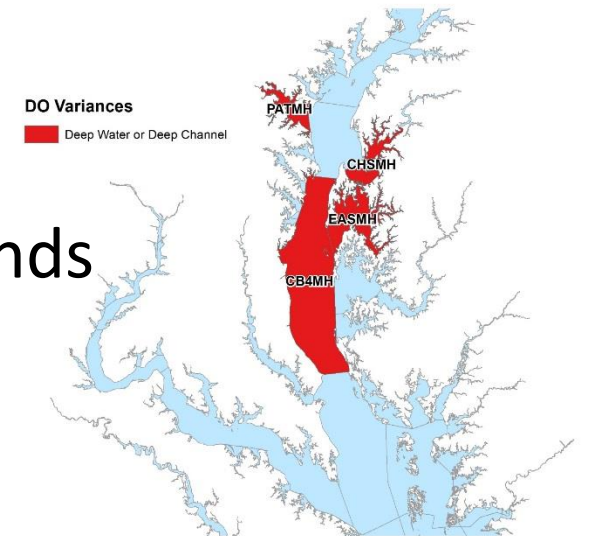 DO Variances
Deep Water or Deep Channel
PATMH
CHSMH
EASMH
nds
CB4MH